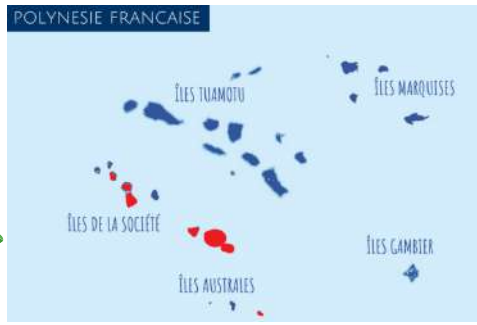 POLYNESIE FRANCAISE
ÎLES TUAMOTU
ÎLES MARQUISES
ÎLES DE LA SOCIÉTÉ
ÎLES GAMBIER
ÎLES AUSTRALES